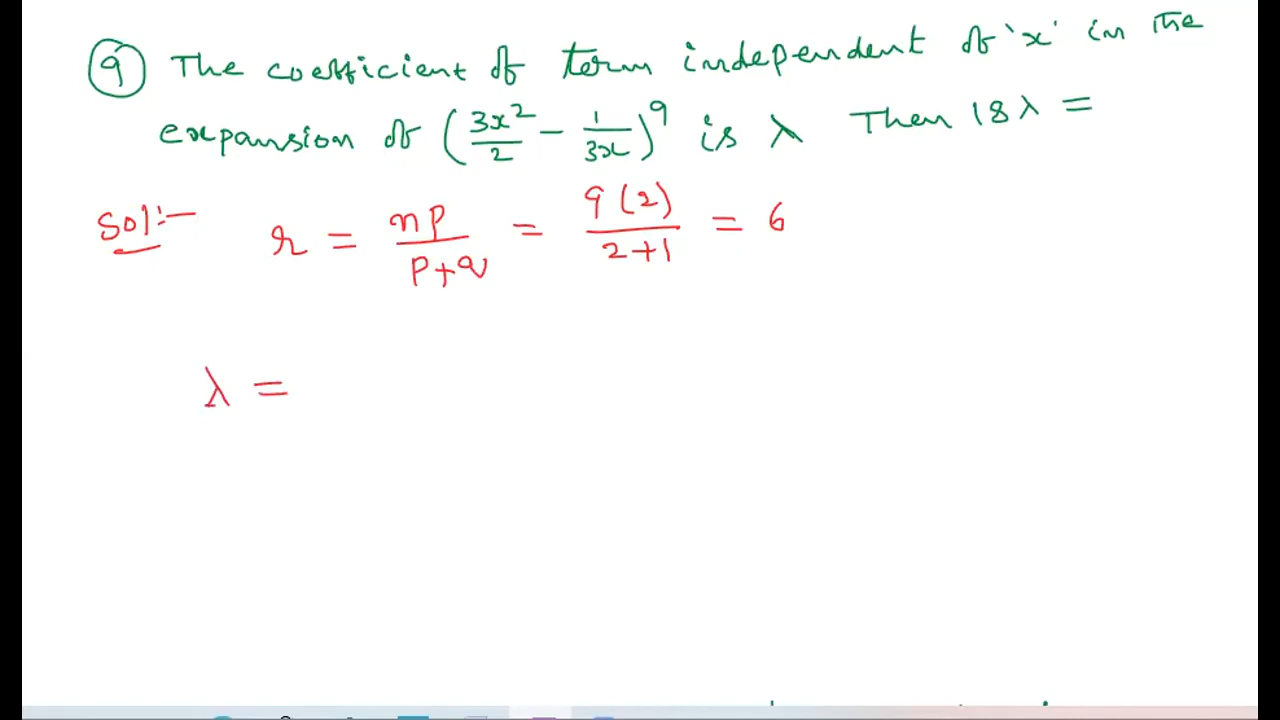 9 The coefficient of term independent of 'x' in the
expansion of (3x²/2 - 1/3x)⁹ is λ Then 18λ =
Sol:- r = np/p+q = 9(2)/2+1 = 6
λ =